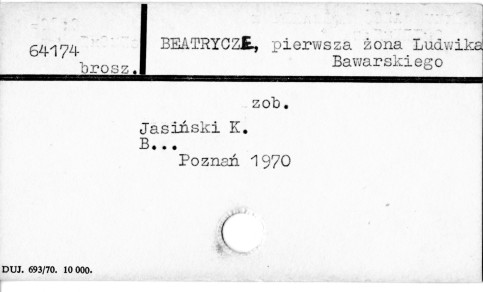 64174
brosz.
BEATRYCZE, pierwsza żona Ludwika
Bawarskiego
zob.
Jasiński K.
B...
Poznań 1970
DUJ. 693/70. 10 000.